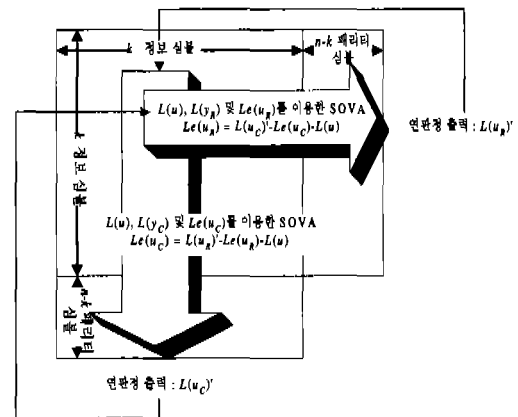 k 정보 심볼
n-k 패리티
심볼
L(u), L(y_R) 및 Le(u_R)를 이용한 SOVA
Le(u_R) = L(u_C)'-Le(u_C)-L(u)
연판정 출력 : L(u_R)'
k 정보 심볼
L(u), L(y_C) 및 Le(u_C)를 이용한 SOVA
Le(u_C) = L(u_R)'-Le(u_R)-L(u)
n-k 패리티
심볼
연판정 출력 : L(u_C)'